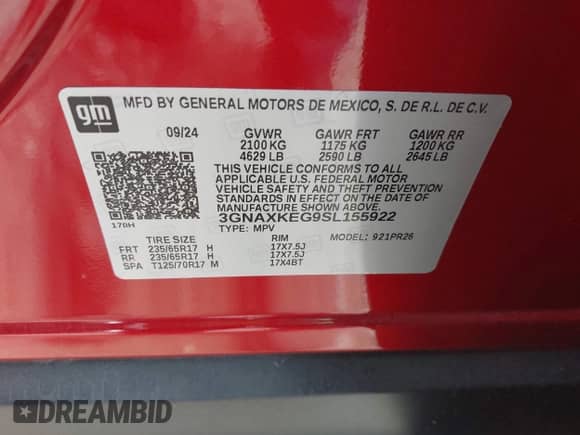 gm MFD BY GENERAL MOTORS DE MEXICO, S. DE R.L. DE C.V.
09/24 GVWR GAWR FRT GAWR RR
2100 KG 1175 KG 1200 KG
4629 LB 2590 LB 2645 LB
THIS VEHICLE CONFORMS TO ALL
APPLICABLE U.S. FEDERAL MOTOR
VEHICLE SAFETY AND THEFT PREVENTION
STANDARDS IN EFFECT ON THE DATE OF
MANUFACTURE SHOWN ABOVE.
170H 3GNAXKEG9SL155922
TYPE: MPV
TIRE SIZE RIM MODEL: 921PR26
FRT 235/65R17 H 17X7.5J
RR 235/65R17 H 17X7.5J
SPA T125/70R17 M 17X4BT
DREAMBID